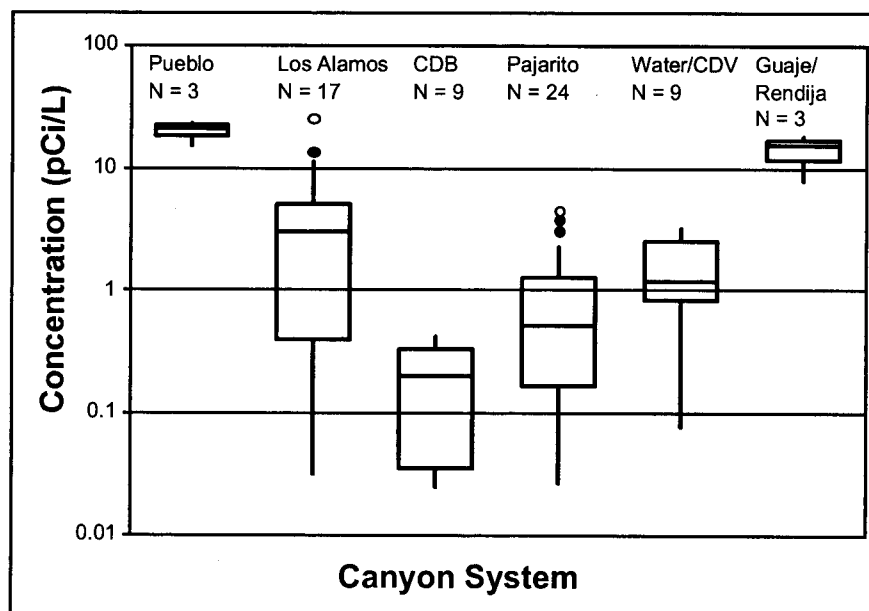 Concentration (pCi/L)
100
10
1
0.1
0.01
Pueblo
N = 3
Los Alamos
N = 17
CDB
N = 9
Pajarito
N = 24
Water/CDV
N = 9
Guaje/
Rendija
N = 3
Canyon System